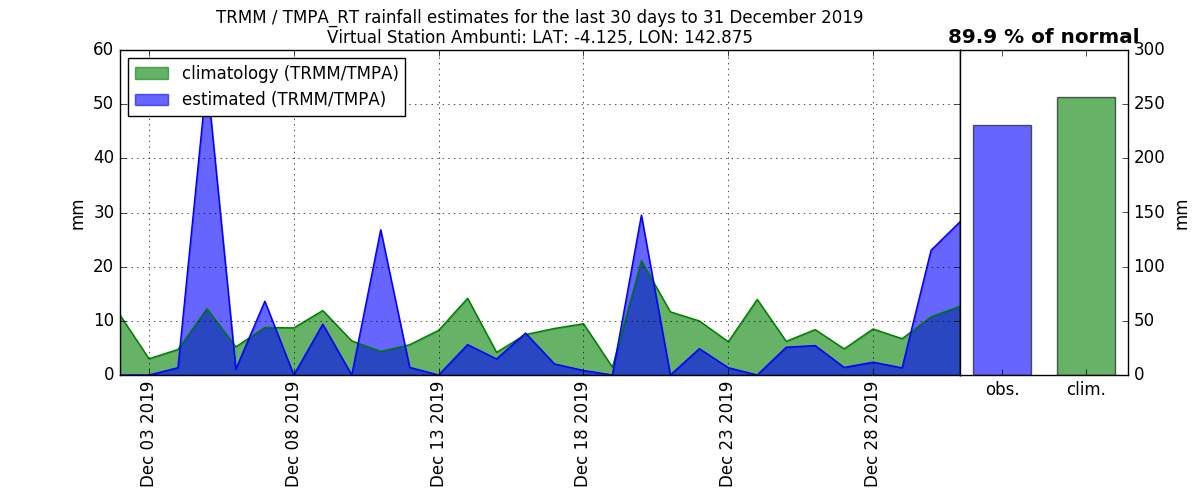 TRMM / TMPA_RT rainfall estimates for the last 30 days to 31 December 2019
Virtual Station Ambunti: LAT: -4.125, LON: 142.875
89.9 % of normal
climatology (TRMM/TMPA)
estimated (TRMM/TMPA)
60
50
40
30
20
10
0
mm
Dec 03 2019
Dec 08 2019
Dec 13 2019
Dec 18 2019
Dec 23 2019
Dec 28 2019
obs.
clim.
300
250
200
150
100
50
0
mm